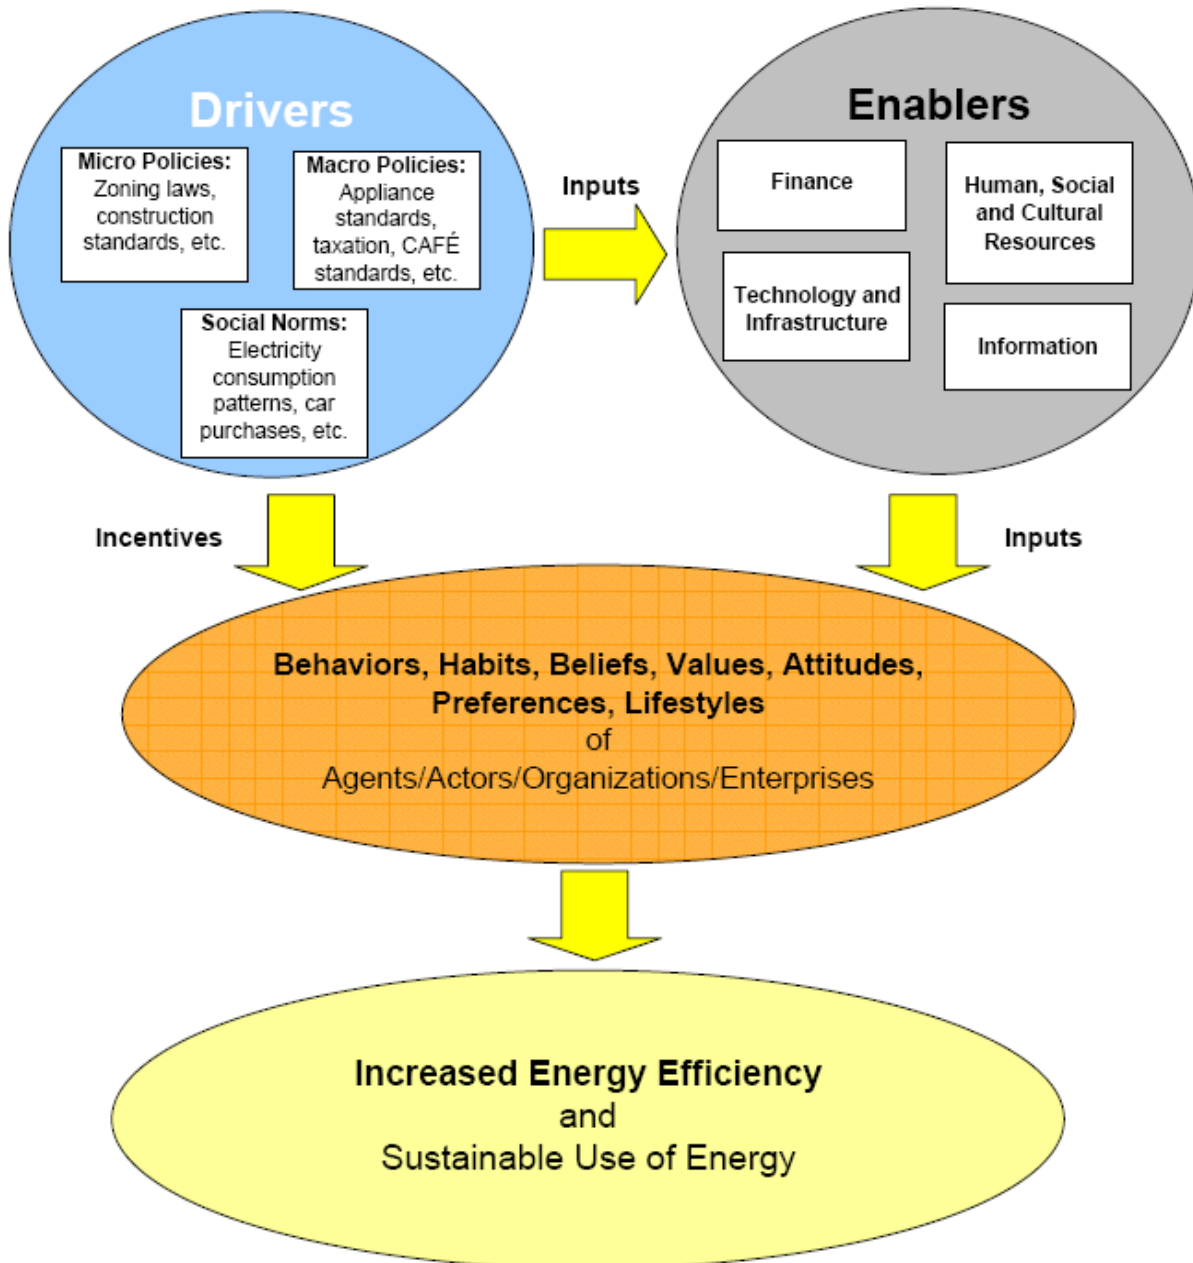 Drivers
Micro Policies:
Zoning laws,
construction
standards, etc.
Macro Policies:
Appliance
standards,
taxation, CAFÉ
standards, etc.
Social Norms:
Electricity
consumption
patterns, car
purchases, etc.
Inputs
Enablers
Finance
Human, Social
and Cultural
Resources
Technology and
Infrastructure
Information
Incentives
Inputs
Behaviors, Habits, Beliefs, Values, Attitudes,
Preferences, Lifestyles
of
Agents/Actors/Organizations/Enterprises
Increased Energy Efficiency
and
Sustainable Use of Energy